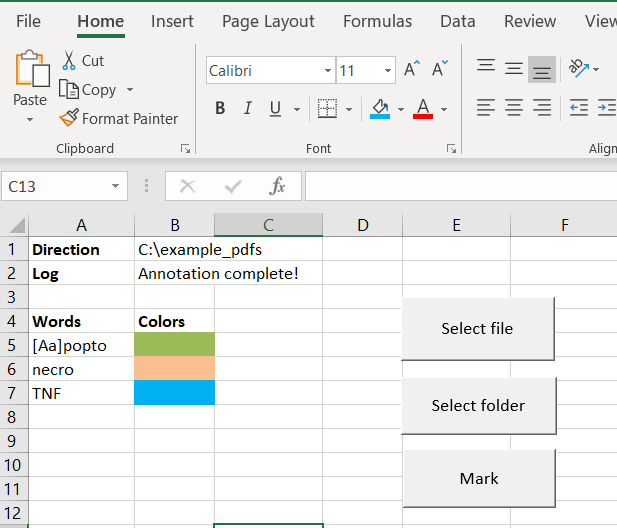 File Home Insert Page Layout Formulas Data Review View
Cut
Copy
Paste
Format Painter
Calibri 11 A A
B I U A
Clipboard Font Align
C13 fx
A B C D E F
1 Direction C:\example_pdfs
2 Log Annotation complete!
3
4 Words Colors
5 [Aa]popto
Select file
6 necro
7 TNF
Select folder
8
9
10
Mark
11
12